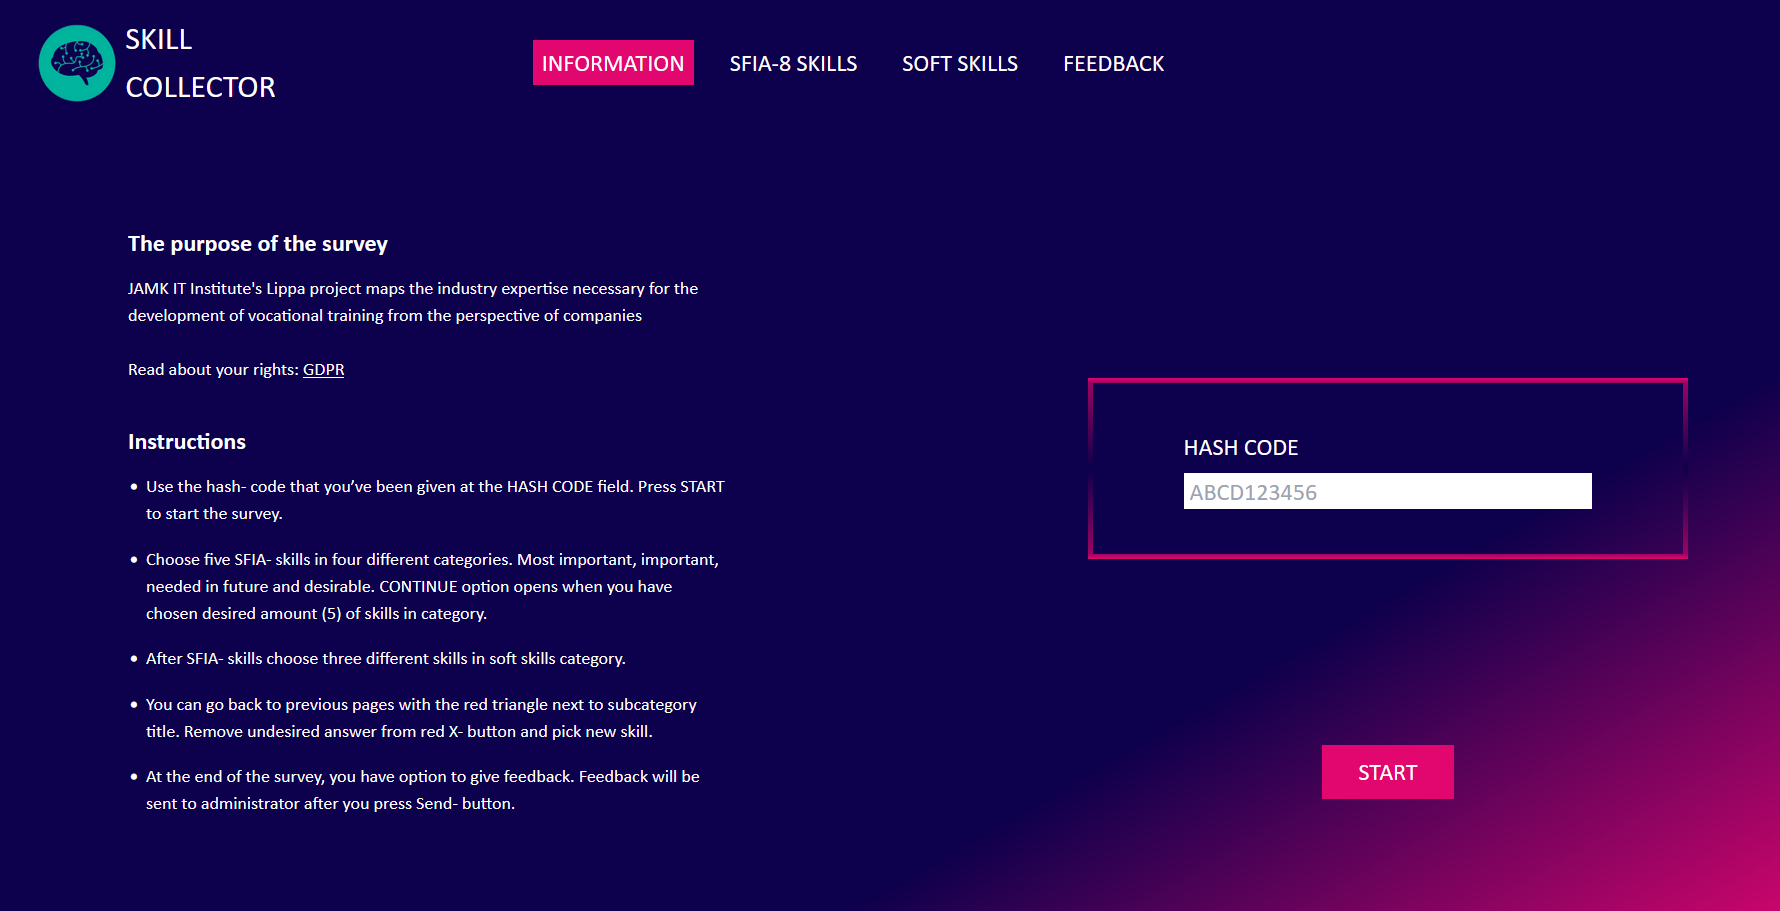 SKILL
COLLECTOR
INFORMATION SFIA-8 SKILLS SOFT SKILLS FEEDBACK
The purpose of the survey
JAMK IT Institute's Lippa project maps the industry expertise necessary for the
development of vocational training from the perspective of companies
Read about your rights: GDPR
Instructions
• Use the hash- code that you’ve been given at the HASH CODE field. Press START
to start the survey.
• Choose five SFIA- skills in four different categories. Most important, important,
needed in future and desirable. CONTINUE option opens when you have
chosen desired amount (5) of skills in category.
• After SFIA- skills choose three different skills in soft skills category.
• You can go back to previous pages with the red triangle next to subcategory
title. Remove undesired answer from red X- button and pick new skill.
• At the end of the survey, you have option to give feedback. Feedback will be
sent to administrator after you press Send- button.
HASH CODE
ABCD123456
START